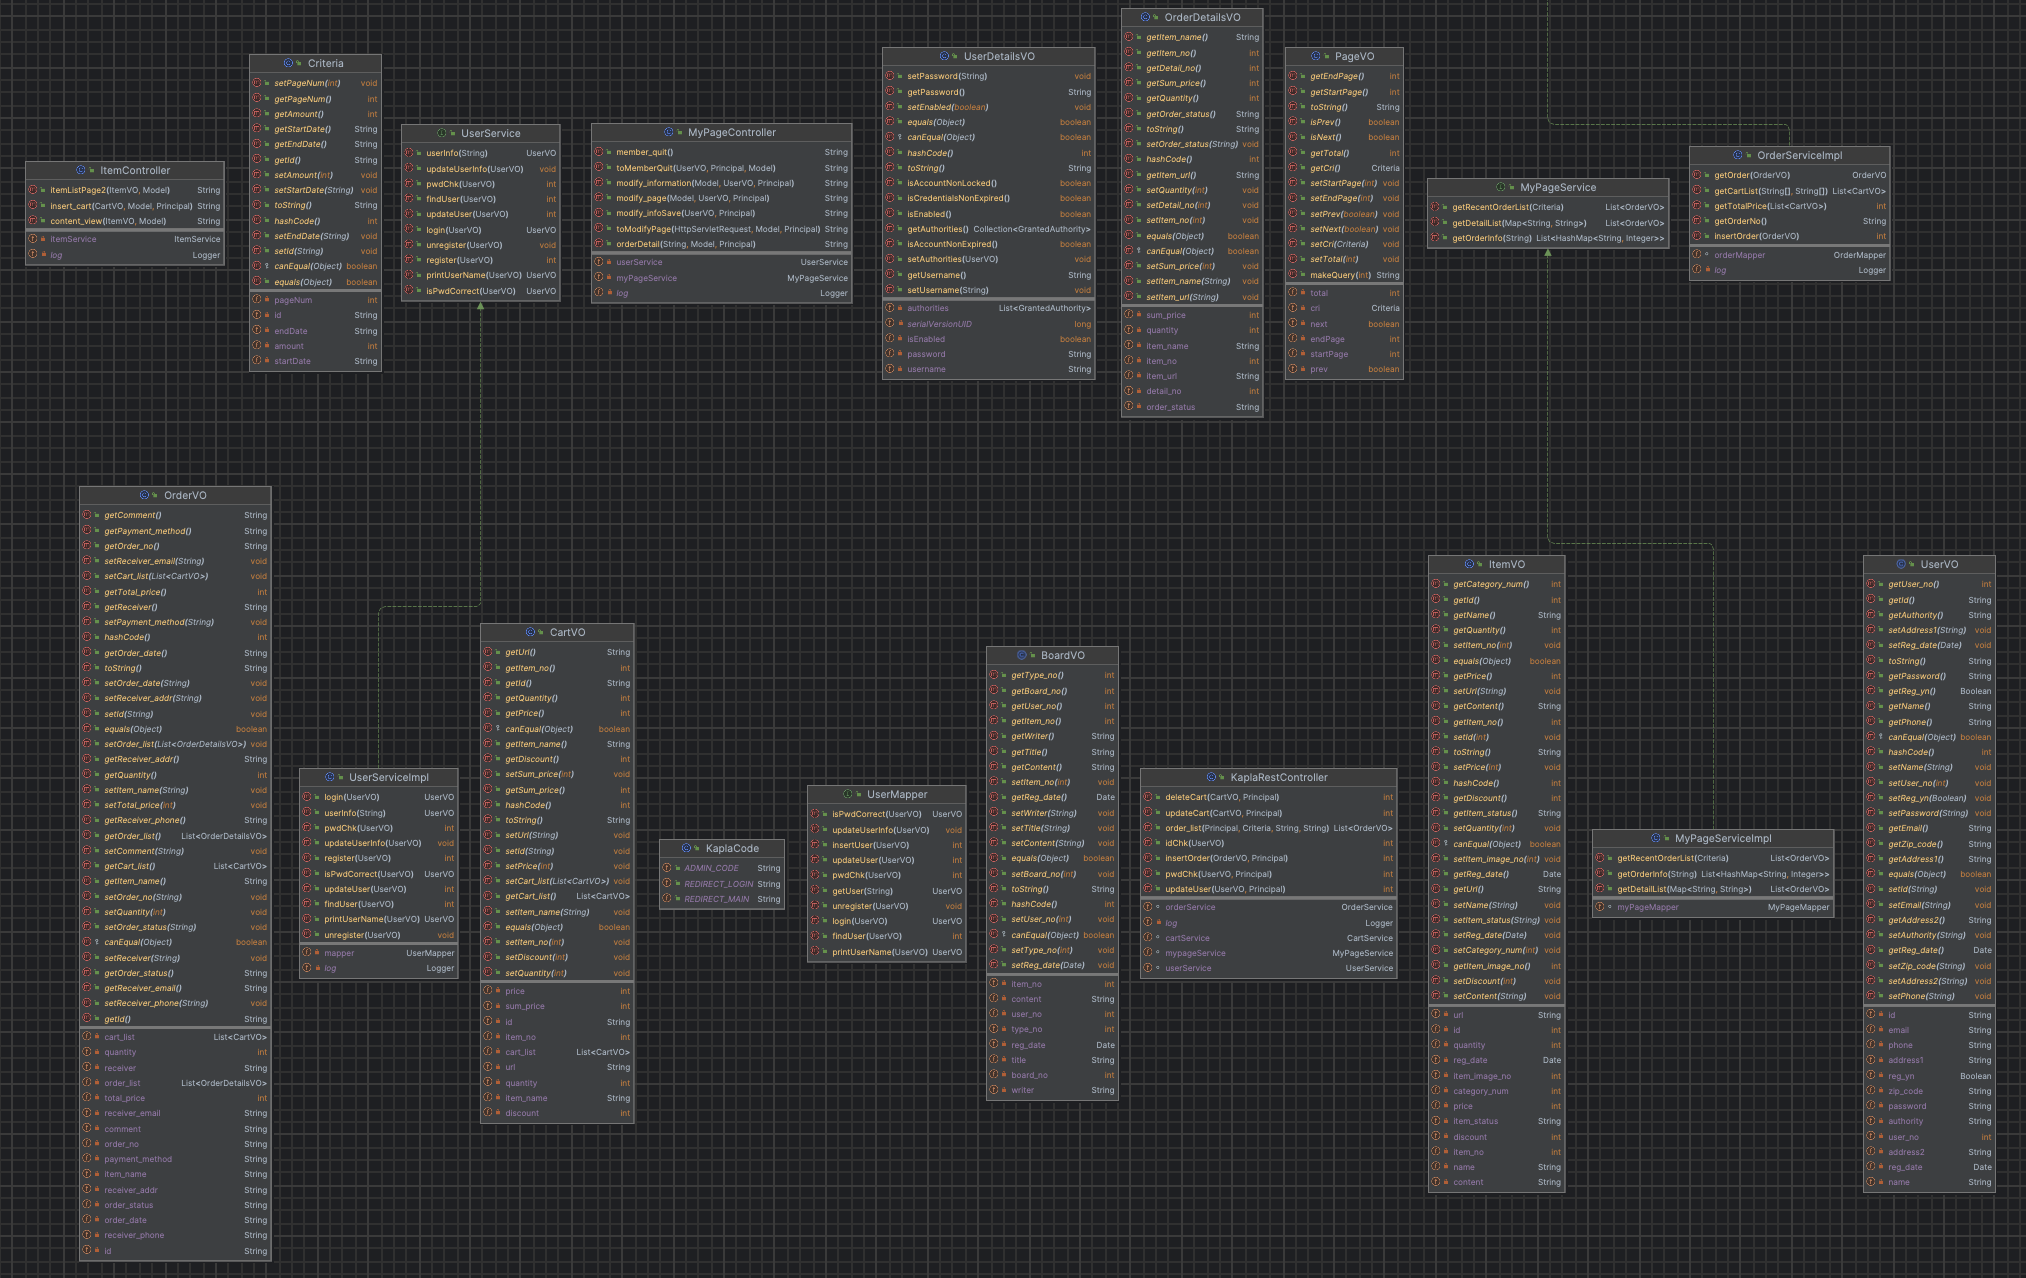 ItemController
itemListPage2(ItemVO, Model) String
insert_cart(CartVO, Model, Principal) String
content_view(ItemVO, Model) String
itemService ItemService
log Logger
Criteria
setPageNum(int) void
getPageNum() int
getAmount() int
getStartDate() String
getEndDate() String
getId() String
setAmount(int) void
setStartDate(String) void
toString() String
hashCode() int
setEndDate(String) void
setId(String) void
canEqual(Object) boolean
equals(Object) boolean
pageNum int
id String
endDate String
amount int
startDate String
UserService
userInfo(String) UserVO
updateUserInfo(UserVO) void
pwdChk(UserVO) int
findUser(UserVO) int
updateUser(UserVO) int
login(UserVO) UserVO
unregister(UserVO) void
register(UserVO) int
printUserName(UserVO) UserVO
isPwdCorrect(UserVO) UserVO
MyPageController
member_quit() String
toMemberQuit(UserVO, Principal, Model) String
modify_information(Model, UserVO, Principal) String
modify_page(Model, UserVO, Principal) String
modify_infoSave(UserVO, Principal) String
toModifyPage(HttpServletRequest, Model, Principal) String
orderDetail(String, Model, Principal) String
userService UserService
myPageService MyPageService
log Logger
UserDetailsVO
setPassword(String) void
getPassword() String
setEnabled(boolean) void
equals(Object) boolean
canEqual(Object) boolean
hashCode() int
toString() String
isAccountNonLocked() boolean
isCredentialsNonExpired() boolean
isEnabled() boolean
getAuthorities() Collection<GrantedAuthority>
isAccountNonExpired() boolean
setAuthorities(UserVO) void
getUsername() String
setUsername(String) void
authorities List<GrantedAuthority>
serialVersionUID long
isEnabled boolean
password String
username String
OrderDetailsVO
getItem_name() String
getItem_no() int
getDetail_no() int
getSum_price() int
getQuantity() int
getOrder_status() String
toString() String
setOrder_status(String) void
hashCode() int
getItem_url() String
setQuantity(int) void
setDetail_no(int) void
setItem_no(int) void
equals(Object) boolean
canEqual(Object) boolean
setSum_price(int) void
setItem_name(String) void
setItem_url(String) void
sum_price int
quantity int
item_name String
item_no int
item_url String
detail_no int
order_status String
PageVO
getEndPage() int
getStartPage() int
toString() String
isPrev() boolean
isNext() boolean
getTotal() int
getCri() Criteria
setStartPage(int) void
setEndPage(int) void
setPrev(boolean) void
setNext(boolean) void
setCri(Criteria) void
setTotal(int) void
makeQuery(int) String
total int
cri Criteria
next boolean
endPage int
startPage int
prev boolean
MyPageService
getRecentOrderList(Criteria) List<OrderVO>
getDetailList(Map<String, String>) List<OrderVO>
getOrderInfo(String) List<HashMap<String, Integer>>
OrderServiceImpl
getOrder(OrderVO) OrderVO
getCartList(String[], String[]) List<CartVO>
getTotalPrice(List<CartVO>) int
getOrderNo() String
insertOrder(OrderVO) int
orderMapper OrderMapper
log Logger
OrderVO
getComment() String
getPayment_method() String
getOrder_no() String
setReceiver_email(String) void
setCart_list(List<CartVO>) void
getTotal_price() int
getReceiver() String
setPayment_method(String) void
hashCode() int
getOrder_date() String
toString() String
setOrder_date(String) void
setReceiver_addr(String) void
setId(String) void
equals(Object) boolean
setOrder_list(List<OrderDetailsVO>) void
getReceiver_addr() String
getQuantity() int
setItem_name(String) void
setTotal_price(int) void
getReceiver_phone() String
getOrder_list() List<OrderDetailsVO>
setComment(String) void
getCart_list() List<CartVO>
getItem_name() String
setOrder_no(String) void
setQuantity(int) void
setOrder_status(String) void
canEqual(Object) boolean
setReceiver(String) void
getOrder_status() String
getReceiver_email() String
setReceiver_phone(String) void
getId() String
cart_list List<CartVO>
quantity int
receiver String
order_list List<OrderDetailsVO>
total_price int
receiver_email String
comment String
order_no String
payment_method String
item_name String
receiver_addr String
order_status String
order_date String
receiver_phone String
id String
UserServiceImpl
login(UserVO) UserVO
userInfo(String) UserVO
pwdChk(UserVO) int
updateUserInfo(UserVO) void
register(UserVO) int
isPwdCorrect(UserVO) UserVO
updateUser(UserVO) int
findUser(UserVO) int
printUserName(UserVO) UserVO
unregister(UserVO) void
mapper UserMapper
log Logger
CartVO
getUrl() String
getItem_no() int
getId() String
getQuantity() int
getPrice() int
canEqual(Object) boolean
getItem_name() String
getDiscount() int
setSum_price(int) void
getSum_price() int
hashCode() int
toString() String
setUrl(String) void
setId(String) void
setPrice(int) void
setCart_list(List<CartVO>) void
getCart_list() List<CartVO>
setItem_name(String) void
equals(Object) boolean
setItem_no(int) void
setDiscount(int) void
setQuantity(int) void
price int
sum_price int
id String
item_no int
cart_list List<CartVO>
url String
quantity int
item_name String
discount int
KaplaCode
ADMIN_CODE String
REDIRECT_LOGIN String
REDIRECT_MAIN String
UserMapper
isPwdCorrect(UserVO) UserVO
updateUserInfo(UserVO) void
insertUser(UserVO) int
updateUser(UserVO) int
pwdChk(UserVO) int
getUser(String) UserVO
unregister(UserVO) void
login(UserVO) UserVO
findUser(UserVO) int
printUserName(UserVO) UserVO
BoardVO
getType_no() int
getBoard_no() int
getUser_no() int
getItem_no() int
getWriter() String
getTitle() String
getContent() String
setItem_no(int) void
getReg_date() Date
setWriter(String) void
setTitle(String) void
setContent(String) void
equals(Object) boolean
setBoard_no(int) void
toString() String
hashCode() int
setUser_no(int) void
canEqual(Object) boolean
setType_no(int) void
setReg_date(Date) void
item_no int
content String
user_no int
type_no int
reg_date Date
title String
board_no int
writer String
KaplaRestController
deleteCart(CartVO, Principal) int
updateCart(CartVO, Principal) int
order_list(Principal, Criteria, String, String) List<OrderVO>
idChk(UserVO) int
insertOrder(OrderVO, Principal) int
pwdChk(UserVO, Principal) int
updateUser(UserVO, Principal) int
orderService OrderService
log Logger
cartService CartService
mypageService MyPageService
userService UserService
ItemVO
getCategory_num() int
getId() int
getName() String
getQuantity() int
setItem_no(int) void
equals(Object) boolean
getPrice() int
setUrl(String) void
getContent() String
getItem_no() int
setId(int) void
toString() String
setPrice(int) void
hashCode() int
getDiscount() int
getItem_status() String
setQuantity(int) void
canEqual(Object) boolean
setItem_image_no(int) void
getReg_date() Date
getUrl() String
setName(String) void
setItem_status(String) void
setReg_date(Date) void
setCategory_num(int) void
getItem_image_no() int
setDiscount(int) void
setContent(String) void
url String
id int
quantity int
reg_date Date
item_image_no int
category_num int
price int
item_status String
discount int
item_no int
name String
content String
MyPageServiceImpl
getRecentOrderList(Criteria) List<OrderVO>
getOrderInfo(String) List<HashMap<String, Integer>>
getDetailList(Map<String, String>) List<OrderVO>
myPageMapper MyPageMapper
UserVO
getUser_no() int
getId() String
getAuthority() String
setAddress1(String) void
setReg_date(Date) void
toString() String
getPassword() String
getReg_yn() Boolean
getName() String
getPhone() String
canEqual(Object) boolean
hashCode() int
setName(String) void
setUser_no(int) void
setReg_yn(Boolean) void
setPassword(String) void
getEmail() String
getZip_code() String
getAddress1() String
equals(Object) boolean
setId(String) void
setEmail(String) void
getAddress2() String
setAuthority(String) void
getReg_date() Date
setZip_code(String) void
setAddress2(String) void
setPhone(String) void
id String
email String
phone String
address1 String
reg_yn Boolean
zip_code String
password String
authority String
user_no int
address2 String
reg_date Date
name String